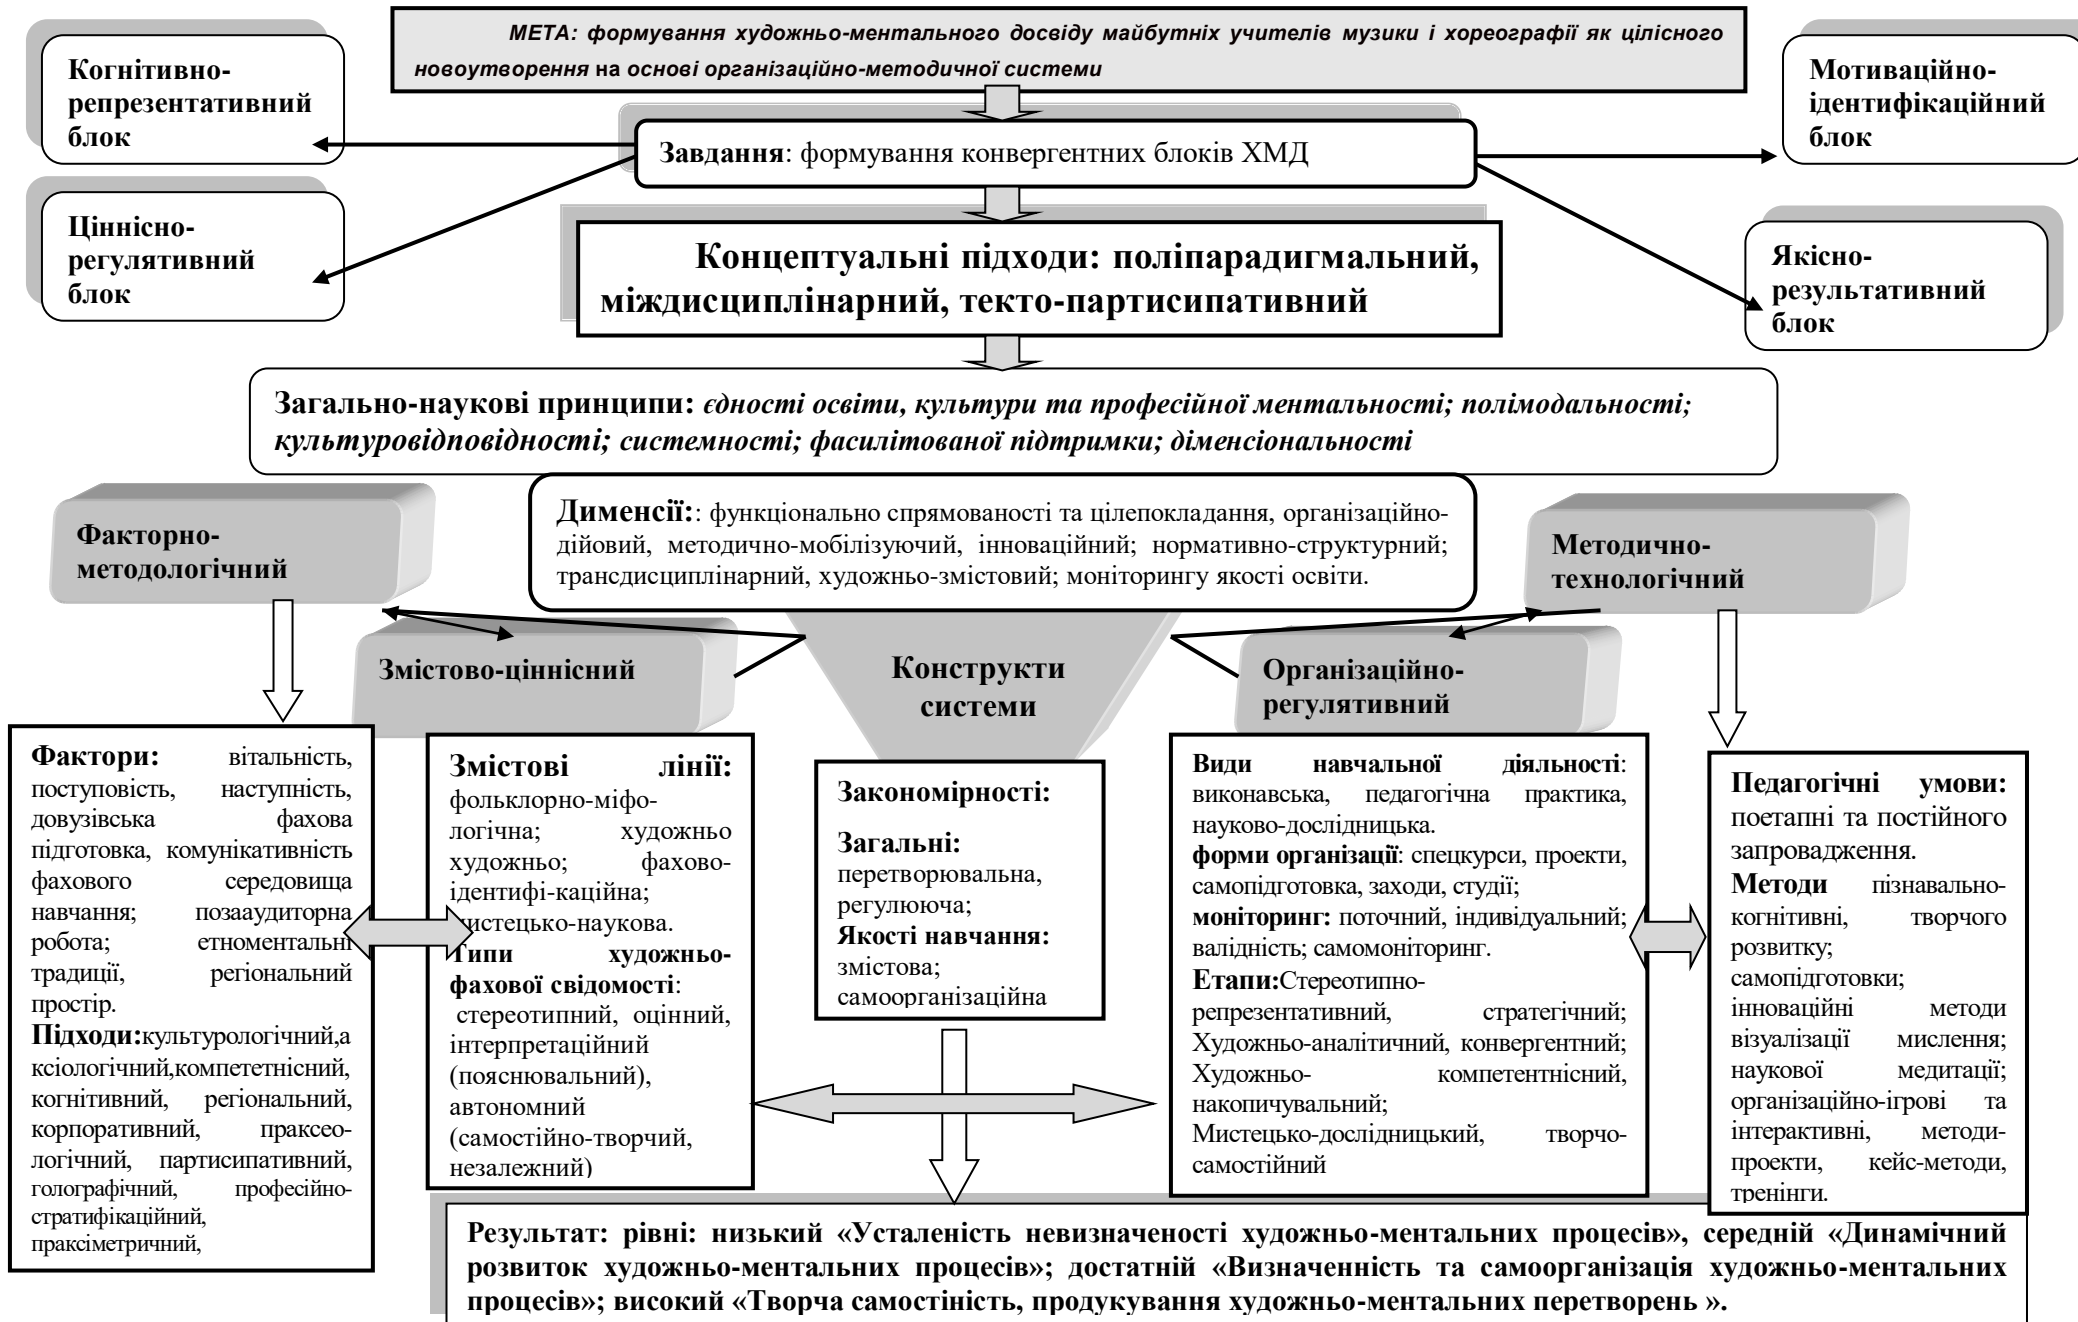 МЕТА: формування художньо-ментального досвіду майбутніх учителів музики і хореографії як цілісного
новоутворення на основі організаційно-методичної системи
Когнітивно-
репрезентативний
блок
Мотиваційно-
ідентифікаційний
блок
Завдання: формування конвергентних блоків ХМД
Ціннісно-
регулятивний
блок
Якісно-
результативний
блок
Концептуальні підходи: поліпарадигмальний,
міждисциплінарний, текто-партисипативний
Загально-наукові принципи: єдності освіти, культури та професійної ментальності; полімодальності;
культуровідповідності; системності; фасилітованої підтримки; діменсіональності
Дименсії:: функціонально спрямованості та цілепокладання, організаційно-
дійовий, методично-мобілізуючий, інноваційний; нормативно-структурний;
трансдисциплінарний, художньо-змістовий; моніторингу якості освіти.
Факторно-
методологічний
Методично-
технологічний
Змістово-ціннісний
Конструкти
системи
Організаційно-
регулятивний
Фактори: вітальність,
поступовість, наступність,
довузівська фахова
підготовка, комунікативність
фахового середовища
навчання; позааудиторна
робота; етноментальні
традиції, регіональний
простір.
Підходи:культурологічний,а
ксіологічний,компететнісний,
когнітивний, регіональний,
корпоративний, праксео-
логічний, партисипативний,
голографічний, професійно-
стратифікаційний,
праксіметричний,
Змістові лінії:
фольклорно-міфо-
логічна; художньо
художньо; фахово-
ідентифі-каційна;
мистецько-наукова.
Типи художньо-
фахової свідомості:
стереотипний, оцінний,
інтерпретаційний
(пояснювальний),
автономний
(самостійно-творчий,
незалежний)
Закономірності:
Загальні:
перетворювальна,
регулююча;
Якості навчання:
змістова;
самоорганізаційна
Види навчальної діяльності:
виконавська, педагогічна практика,
науково-дослідницька.
форми організації: спецкурси, проекти,
самопідготовка, заходи, студії;
моніторинг: поточний, індивідуальний;
валідність; самомоніторинг.
Етапи:Стереотипно-
репрезентативний, стратегічний;
Художньо-аналітичний, конвергентний;
Художньо- компетентнісний,
накопичувальний;
Мистецько-дослідницький, творчо-
самостійний
Педагогічні умови:
поетапні та постійного
запровадження.
Методи пізнавально-
когнітивні, творчого
розвитку;
самопідготовки;
інноваційні методи
візуалізації мислення;
наукової медитації;
організаційно-ігрові та
інтерактивні, методи-
проекти, кейс-методи,
тренінги.
Результат: рівні: низький «Усталеність невизначеності художньо-ментальних процесів», середній «Динамічний
розвиток художньо-ментальних процесів»; достатній «Визначенність та самоорганізація художньо-ментальних
процесів»; високий «Творча самостіність, продукування художньо-ментальних перетворень ».